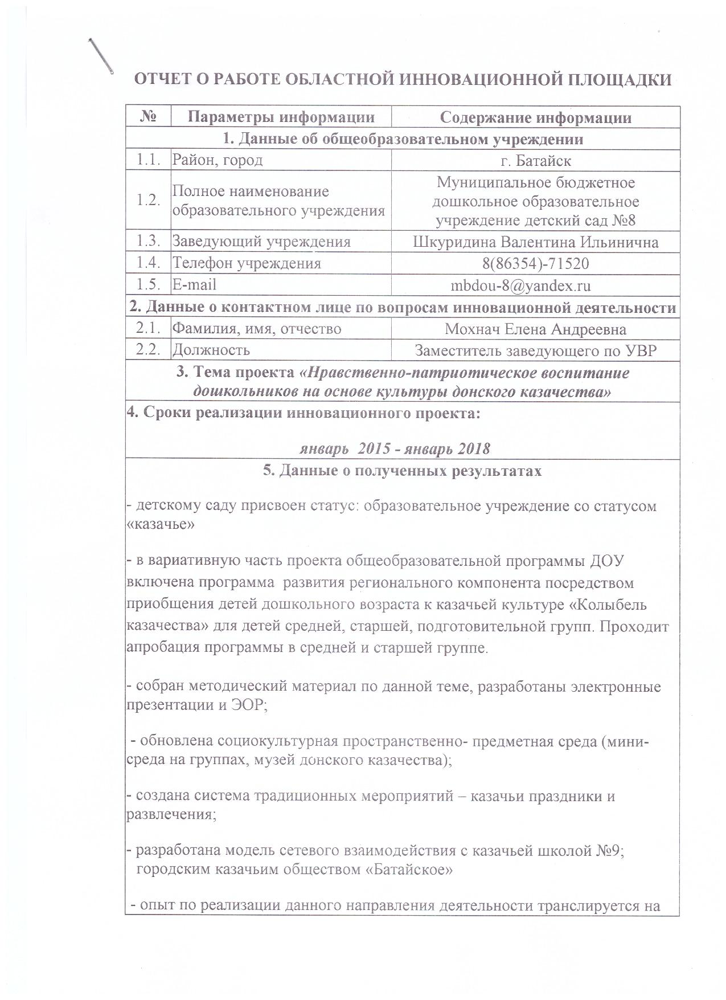 ОТЧЕТ О РАБОТЕ ОБЛАСТНОЙ ИННОВАЦИОННОЙ ПЛОЩАДКИ
№ Параметры информации Содержание информации
1. Данные об общеобразовательном учреждении
1.1. Район, город г. Батайск
1.2. Полное наименование образовательного учреждения
Муниципальное бюджетное
дошкольное образовательное
учреждение детский сад №8
1.3. Заведующий учреждения Шкуридина Валентина Ильинична
1.4. Телефон учреждения 8(86354)-71520
1.5. E-mail mbdou-8@yandex.ru
2. Данные о контактном лице по вопросам инновационной деятельности
2.1. Фамилия, имя, отчество Мохнач Елена Андреевна
2.2. Должность Заместитель заведующего по УВР
3. Тема проекта «Нравственно-патриотическое воспитание
дошкольников на основе культуры донского казачества»
4. Сроки реализации инновационного проекта:
январь 2015 - январь 2018
5. Данные о полученных результатах
- детскому саду присвоен статус: образовательное учреждение со статусом
«казачье»
- в вариативную часть проекта общеобразовательной программы ДОУ
включена программа развития регионального компонента посредством
приобщения детей дошкольного возраста к казачьей культуре «Колыбель
казачества» для детей средней, старшей, подготовительной групп. Проходит
апробация программы в средней и старшей группе.
- собран методический материал по данной теме, разработаны электронные
презентации и ЭОР;
- обновлена социокультурная пространственно- предметная среда (мини-
среда на группах, музей донского казачества);
- создана система традиционных мероприятий – казачьи праздники и
развлечения;
- разработана модель сетевого взаимодействия с казачьей школой №9;
городским казачьим обществом «Батайское»
- опыт по реализации данного направления деятельности транслируется на